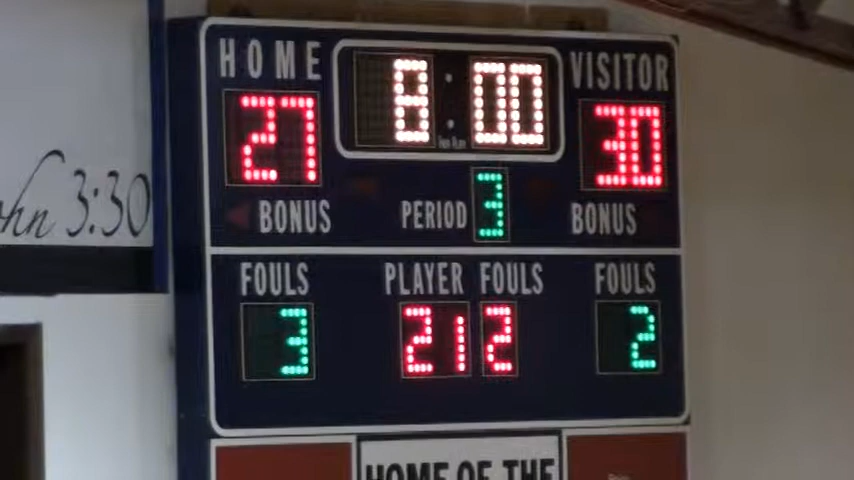 HOME 8:00 VISITOR
27 30
BONUS PERIOD 3 BONUS
FOULS PLAYER FOULS FOULS
3 21 2 2
HOME OF THE
hn 3:30